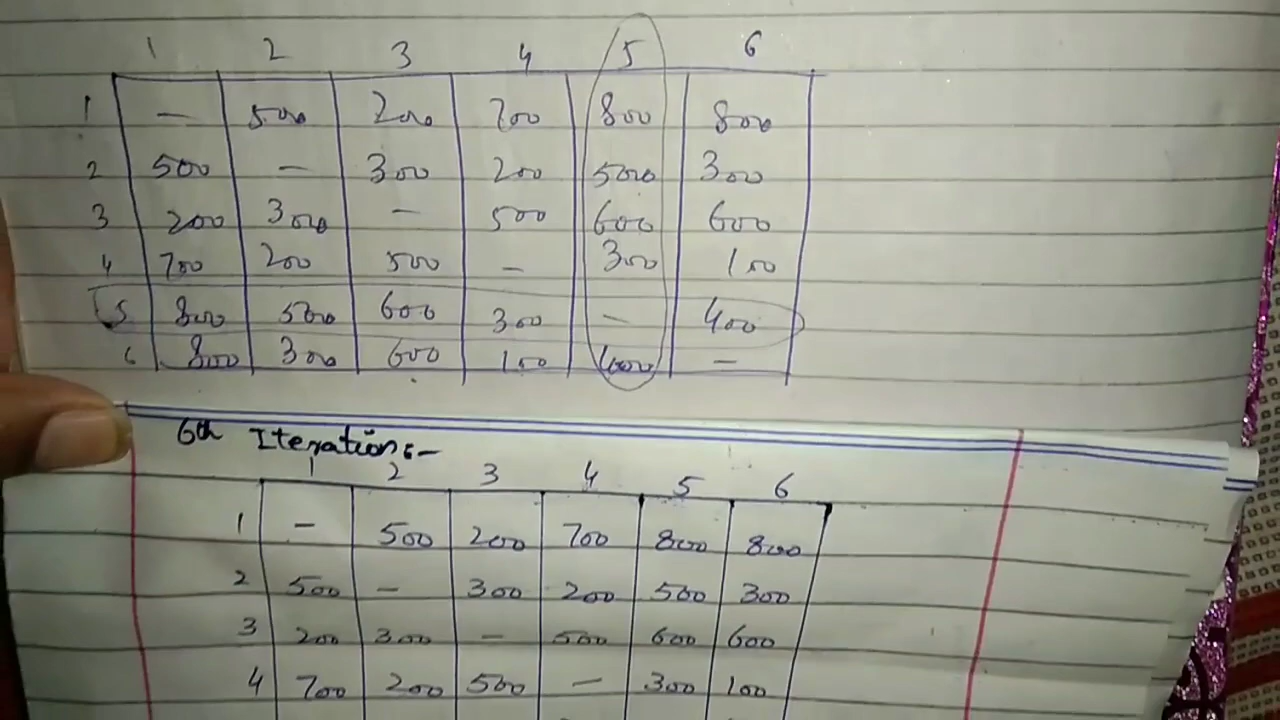 1 2 3 4 5 6
1 — 500 200 700 800 800
2 500 — 300 200 500 300
3 200 300 — 500 600 600
4 700 200 500 — 300 100
5 800 500 600 300 — 400
6 800 300 600 100 400 —
6th Iteration:-
1 2 3 4 5 6
1 — 500 200 700 800 800
2 500 — 300 200 500 300
3 200 300 — 500 600 600
4 700 200 500 — 300 100